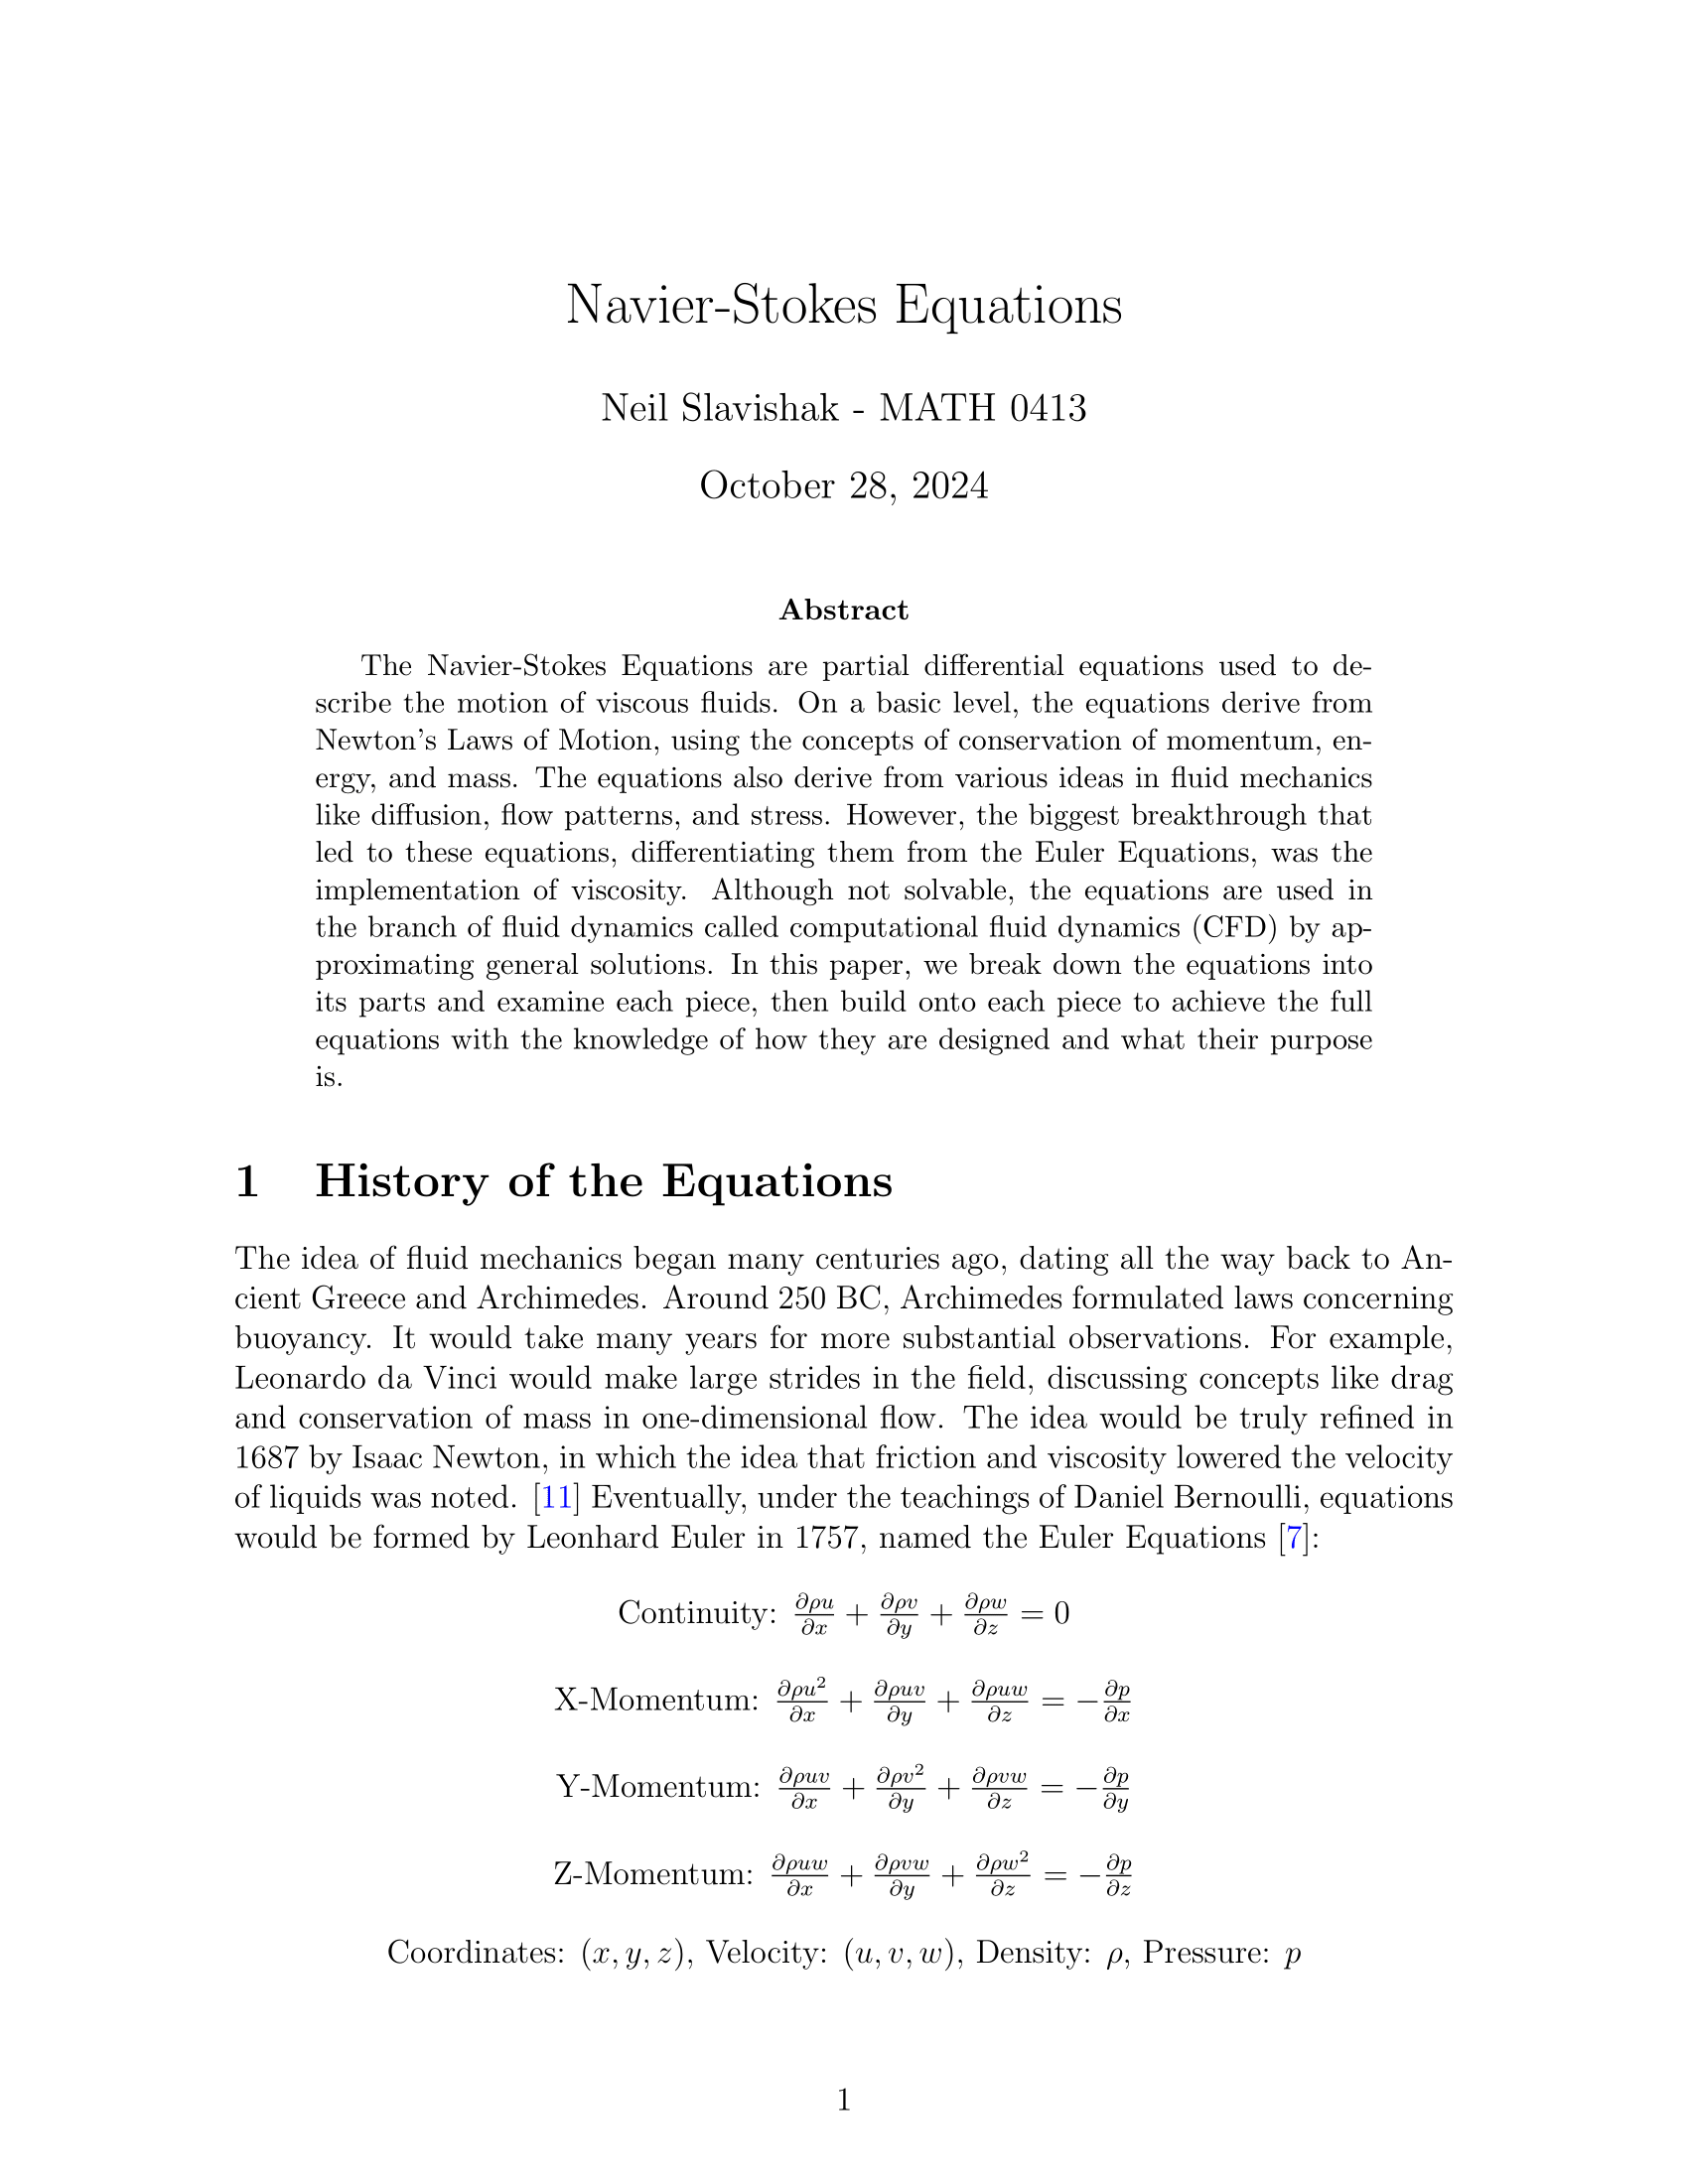 Navier-Stokes Equations
Neil Slavishak - MATH 0413
October 28, 2024
Abstract
The Navier-Stokes Equations are partial differential equations used to de-
scribe the motion of viscous fluids. On a basic level, the equations derive from
Newton's Laws of Motion, using the concepts of conservation of momentum, en-
ergy, and mass. The equations also derive from various ideas in fluid mechanics
like diffusion, flow patterns, and stress. However, the biggest breakthrough that
led to these equations, differentiating them from the Euler Equations, was the
implementation of viscosity. Although not solvable, the equations are used in
the branch of fluid dynamics called computational fluid dynamics (CFD) by ap-
proximating general solutions. In this paper, we break down the equations into
its parts and examine each piece, then build onto each piece to achieve the full
equations with the knowledge of how they are designed and what their purpose
is.
1 History of the Equations
The idea of fluid mechanics began many centuries ago, dating all the way back to An-
cient Greece and Archimedes. Around 250 BC, Archimedes formulated laws concerning
buoyancy. It would take many years for more substantial observations. For example,
Leonardo da Vinci would make large strides in the field, discussing concepts like drag
and conservation of mass in one-dimensional flow. The idea would be truly refined in
1687 by Isaac Newton, in which the idea that friction and viscosity lowered the velocity
of liquids was noted. [11] Eventually, under the teachings of Daniel Bernoulli, equations
would be formed by Leonhard Euler in 1757, named the Euler Equations [7]:
Continuity: $\frac{\partial \rho u}{\partial x} + \frac{\partial \rho v}{\partial y} + \frac{\partial \rho w}{\partial z} = 0$
X-Momentum: $\frac{\partial \rho u^2}{\partial x} + \frac{\partial \rho uv}{\partial y} + \frac{\partial \rho uw}{\partial z} = -\frac{\partial p}{\partial x}$
Y-Momentum: $\frac{\partial \rho uv}{\partial x} + \frac{\partial \rho v^2}{\partial y} + \frac{\partial \rho vw}{\partial z} = -\frac{\partial p}{\partial y}$
Z-Momentum: $\frac{\partial \rho uw}{\partial x} + \frac{\partial \rho vw}{\partial y} + \frac{\partial \rho w^2}{\partial z} = -\frac{\partial p}{\partial z}$
Coordinates: $(x, y, z)$, Velocity: $(u, v, w)$, Density: $\rho$, Pressure: $p$
1